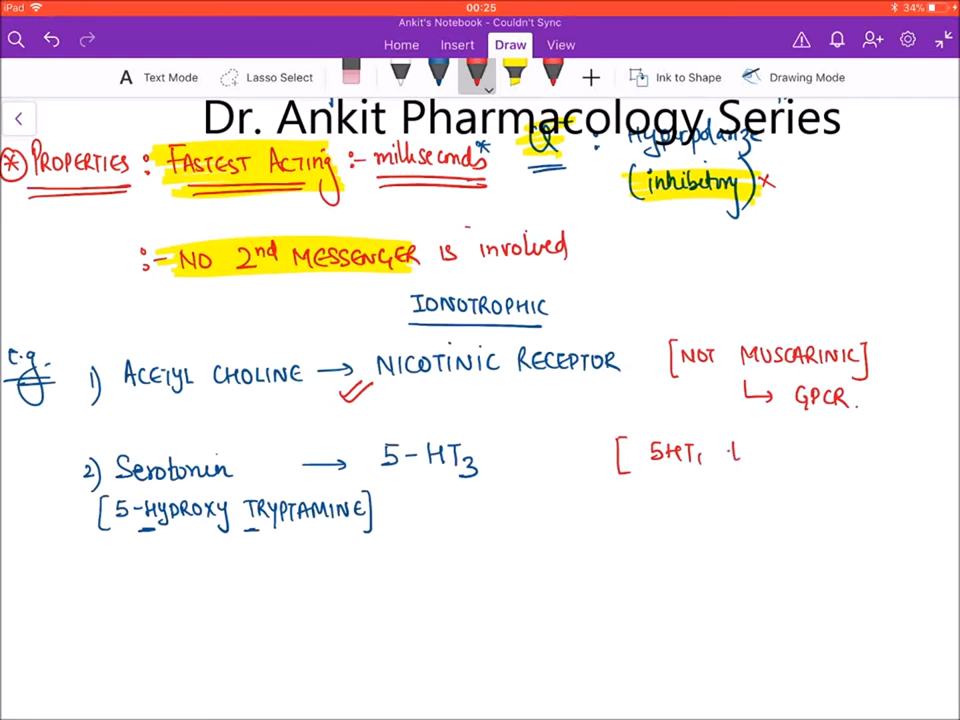 iPad 00:25 34%
Ankit's Notebook - Couldn't Sync
Home Insert Draw View
A Text Mode Lasso Select Ink to Shape Drawing Mode
Dr. Ankit Pharmacology Series
* PROPERTIES : FASTEST ACTING :- milliseconds* : Hyperpolarize
(inhibitory) x
:- NO 2nd MESSENGER is involved
IONOTROPHIC
e.g. 1) ACETYL CHOLINE → NICOTINIC RECEPTOR [NOT MUSCARINIC]
↳ GPCR.
2) Serotonin → 5-HT3 [ 5HT1
[5-HYDROXY TRYPTAMINE]